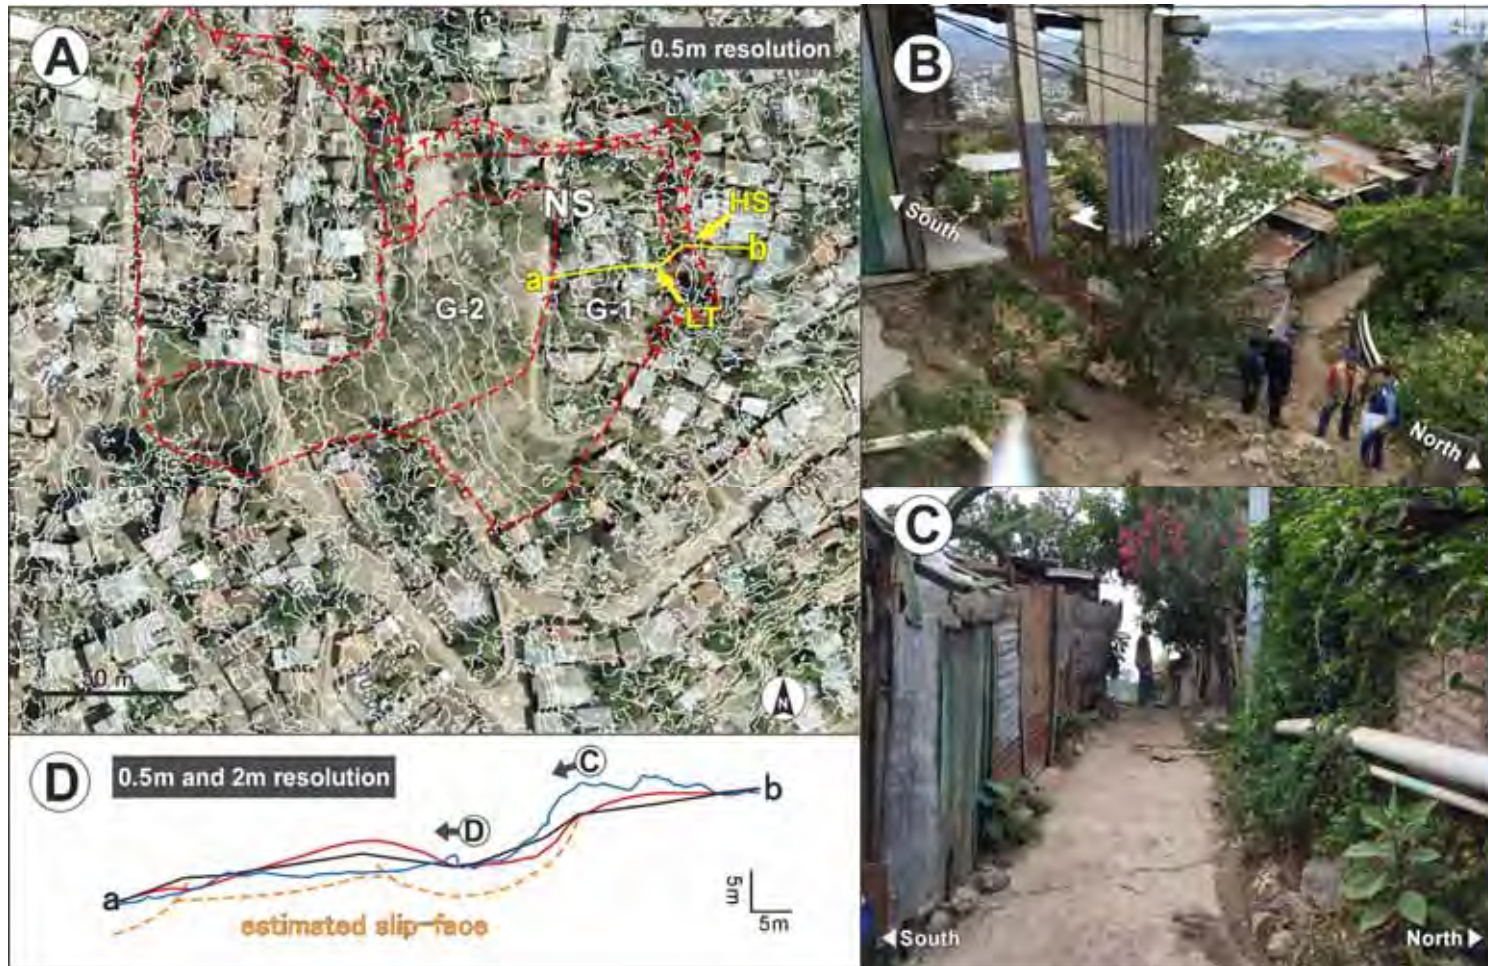 A
0.5m resolution
NS
HS
a
b
G-2
G-1
LT
50 m
N
B
◄ South
North ►
C
◄ South
North ►
D
0.5m and 2m resolution
C
D
a
b
estimated slip-face
5m
5m